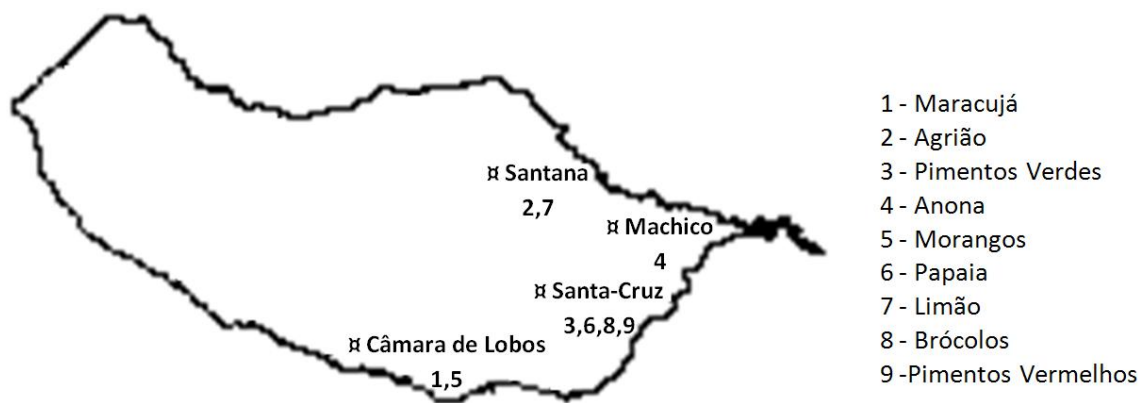 ¤ Santana
2,7
¤ Machico
4
¤ Santa-Cruz
3,6,8,9
¤ Câmara de Lobos
1,5
1 - Maracujá
2 - Agrião
3 - Pimentos Verdes
4 - Anona
5 - Morangos
6 - Papaia
7 - Limão
8 - Brócolos
9 -Pimentos Vermelhos